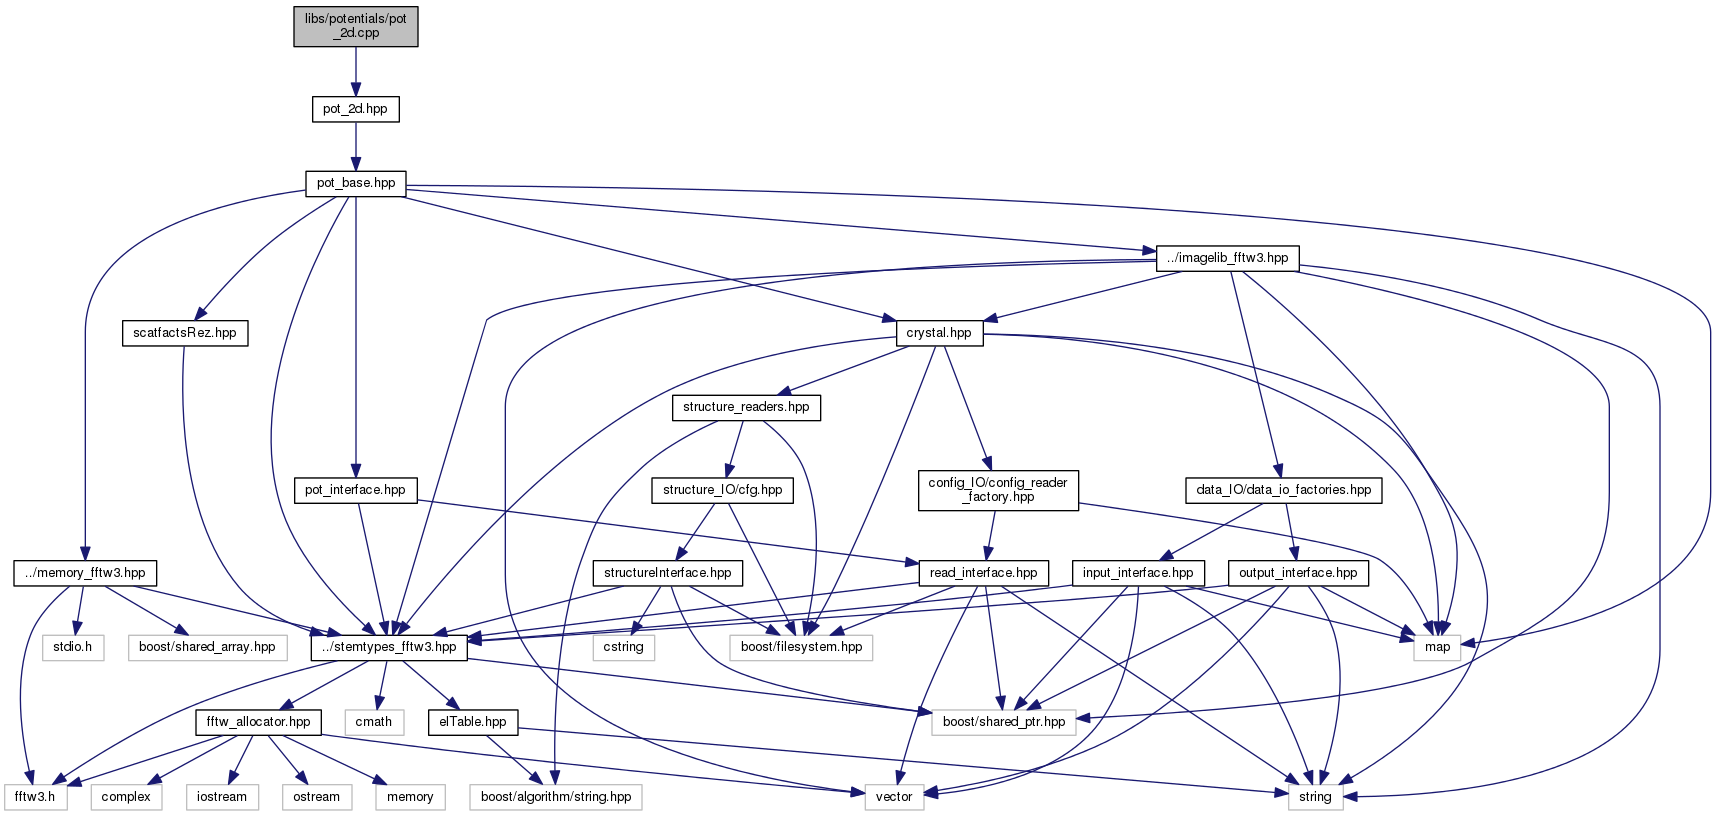 libs/potentials/pot
_2d.cpp
pot_2d.hpp
pot_base.hpp
../imagelib_fftw3.hpp
scatfactsRez.hpp
crystal.hpp
structure_readers.hpp
pot_interface.hpp
structure_IO/cfg.hpp
config_IO/config_reader
_factory.hpp
data_IO/data_io_factories.hpp
../memory_fftw3.hpp
structureInterface.hpp
read_interface.hpp
input_interface.hpp
output_interface.hpp
stdio.h
boost/shared_array.hpp
../stemtypes_fftw3.hpp
cstring
boost/filesystem.hpp
map
fftw_allocator.hpp
cmath
elTable.hpp
boost/shared_ptr.hpp
fftw3.h
complex
iostream
ostream
memory
boost/algorithm/string.hpp
vector
string